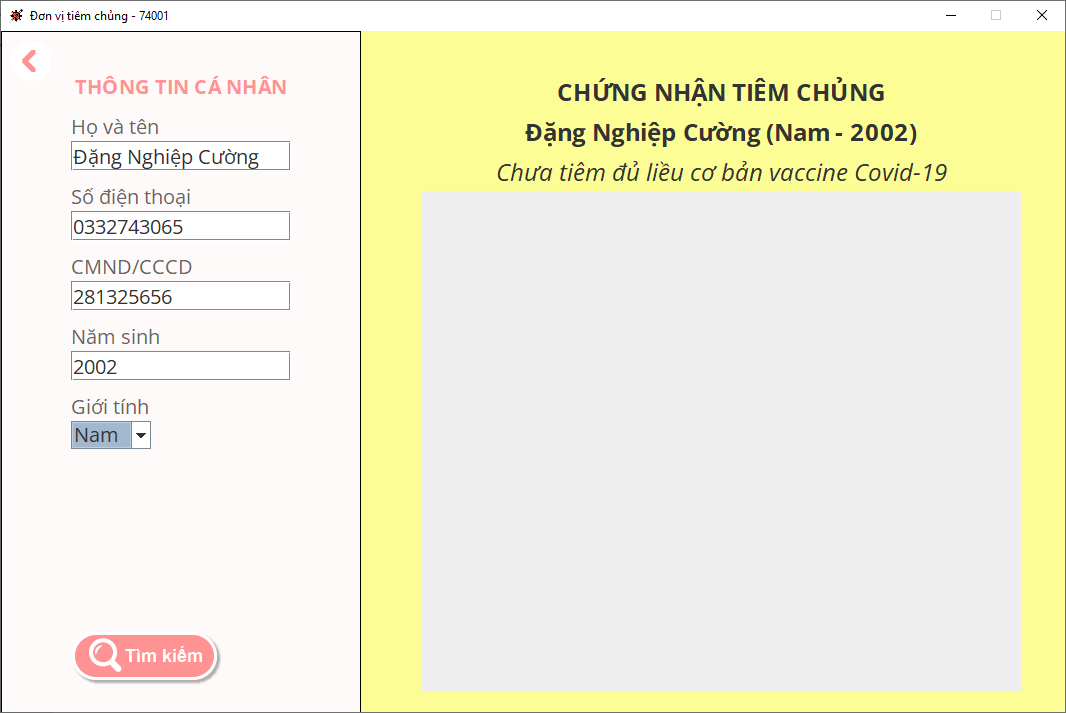 Đơn vị tiêm chủng - 74001
THÔNG TIN CÁ NHÂN
Họ và tên
Đặng Nghiệp Cường
Số điện thoại
0332743065
CMND/CCCD
281325656
Năm sinh
2002
Giới tính
Nam
Tìm kiếm
CHỨNG NHẬN TIÊM CHỦNG
Đặng Nghiệp Cường (Nam - 2002)
Chưa tiêm đủ liều cơ bản vaccine Covid-19